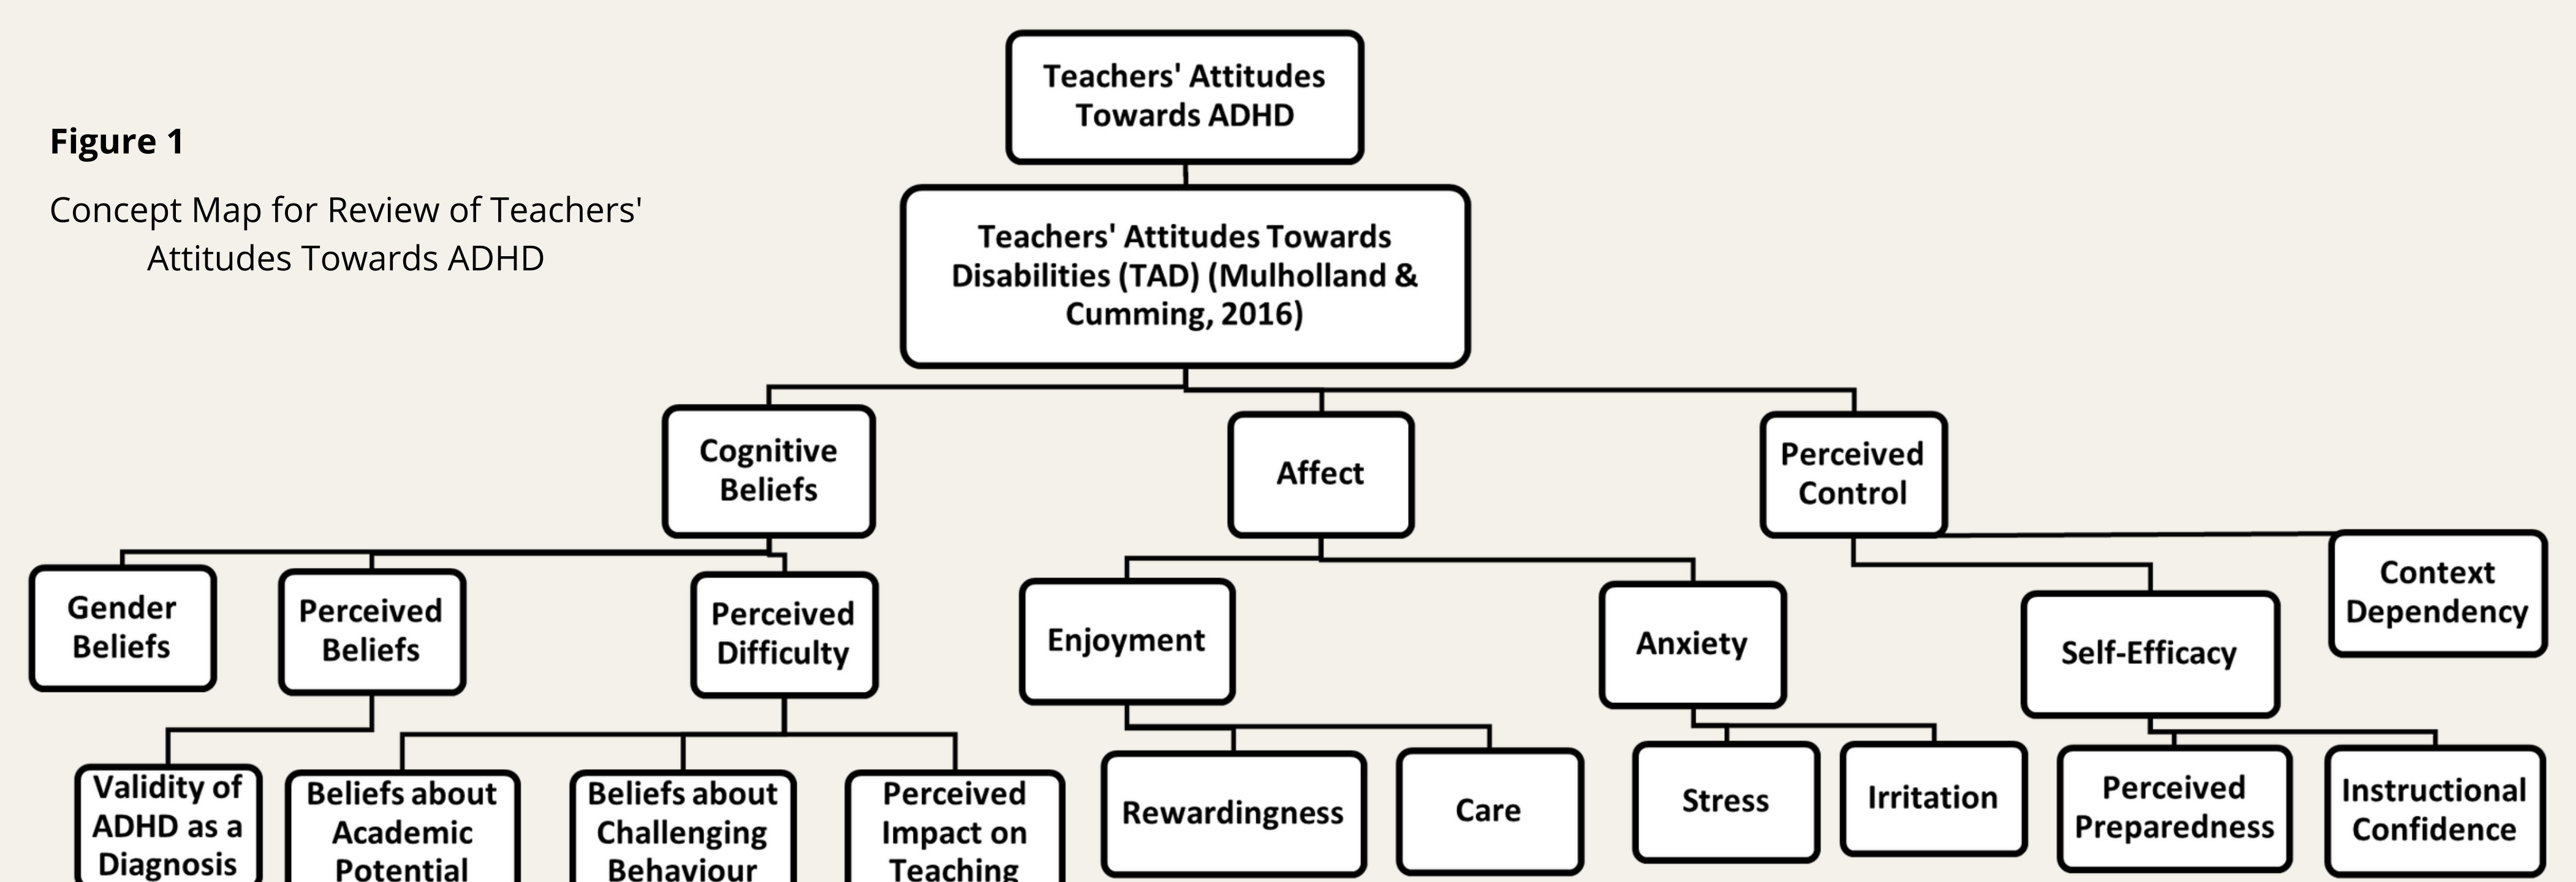 Teachers' Attitudes
Towards ADHD
Figure 1
Concept Map for Review of Teachers'
Attitudes Towards ADHD
Teachers' Attitudes Towards
Disabilities (TAD) (Mulholland &
Cumming, 2016)
Cognitive
Beliefs
Affect
Perceived
Control
Gender
Beliefs
Perceived
Beliefs
Perceived
Difficulty
Enjoyment
Anxiety
Self-Efficacy
Context
Dependency
Validity of
ADHD as a
Diagnosis
Beliefs about
Academic
Potential
Beliefs about
Challenging
Behaviour
Perceived
Impact on
Teaching
Rewardingness
Care
Stress
Irritation
Perceived
Preparedness
Instructional
Confidence